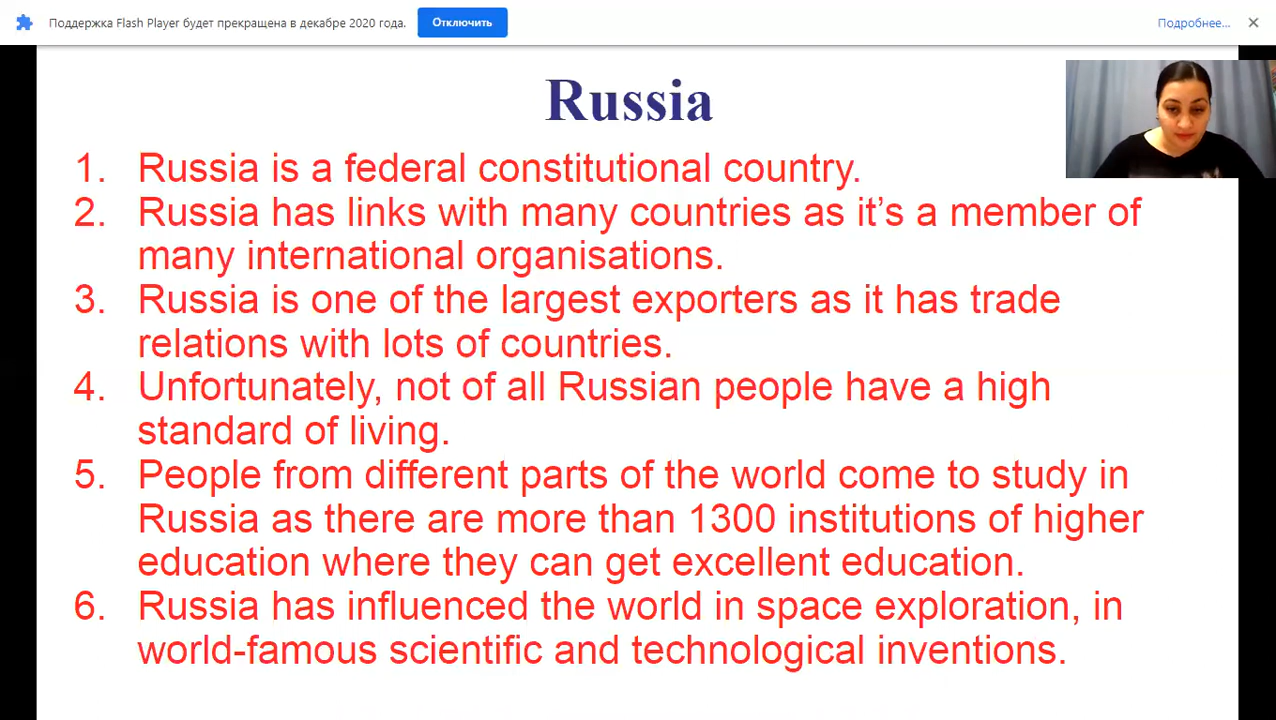 Поддержка Flash Player будет прекращена в декабре 2020 года. Отключить Подробнее...
Russia
1. Russia is a federal constitutional country.
2. Russia has links with many countries as it’s a member of
many international organisations.
3. Russia is one of the largest exporters as it has trade
relations with lots of countries.
4. Unfortunately, not of all Russian people have a high
standard of living.
5. People from different parts of the world come to study in
Russia as there are more than 1300 institutions of higher
education where they can get excellent education.
6. Russia has influenced the world in space exploration, in
world-famous scientific and technological inventions.